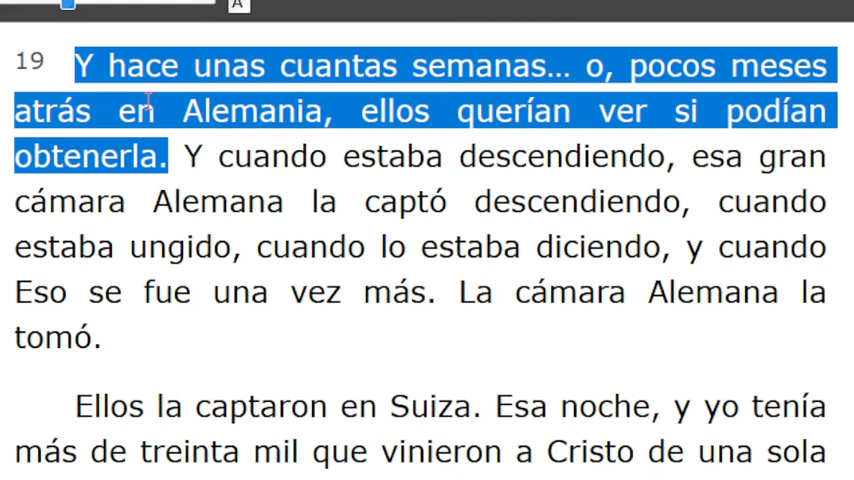 A
19 Y hace unas cuantas semanas... o, pocos meses
atrás en Alemania, ellos querían ver si podían
obtenerla. Y cuando estaba descendiendo, esa gran
cámara Alemana la captó descendiendo, cuando
estaba ungido, cuando lo estaba diciendo, y cuando
Eso se fue una vez más. La cámara Alemana la
tomó.
Ellos la captaron en Suiza. Esa noche, y yo tenía
más de treinta mil que vinieron a Cristo de una sola